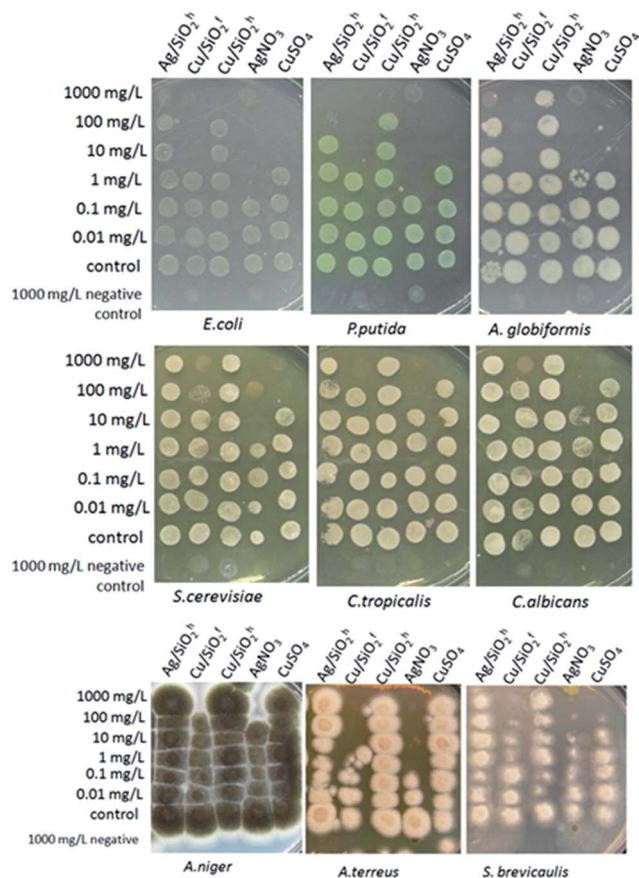 Ag/SiO₂ʰ Cu/SiO₂ᶠ Cu/SiO₂ʰ AgNO₃ CuSO₄
1000 mg/L
100 mg/L
10 mg/L
1 mg/L
0.1 mg/L
0.01 mg/L
control
1000 mg/L negative
control
E.coli
Ag/SiO₂ʰ Cu/SiO₂ᶠ Cu/SiO₂ʰ AgNO₃ CuSO₄
P.putida
Ag/SiO₂ʰ Cu/SiO₂ᶠ Cu/SiO₂ʰ AgNO₃ CuSO₄
A. globiformis
1000 mg/L
100 mg/L
10 mg/L
1 mg/L
0.1 mg/L
0.01 mg/L
control
1000 mg/L negative
control
S.cerevisiae
C.tropicalis
C.albicans
Ag/SiO₂ʰ Cu/SiO₂ᶠ Cu/SiO₂ʰ AgNO₃ CuSO₄
1000 mg/L
100 mg/L
10 mg/L
1 mg/L
0.1 mg/L
0.01 mg/L
control
1000 mg/L negative
A.niger
Ag/SiO₂ʰ Cu/SiO₂ᶠ Cu/SiO₂ʰ AgNO₃ CuSO₄
A.terreus
Ag/SiO₂ʰ Cu/SiO₂ᶠ Cu/SiO₂ʰ AgNO₃ CuSO₄
S. brevicaulis